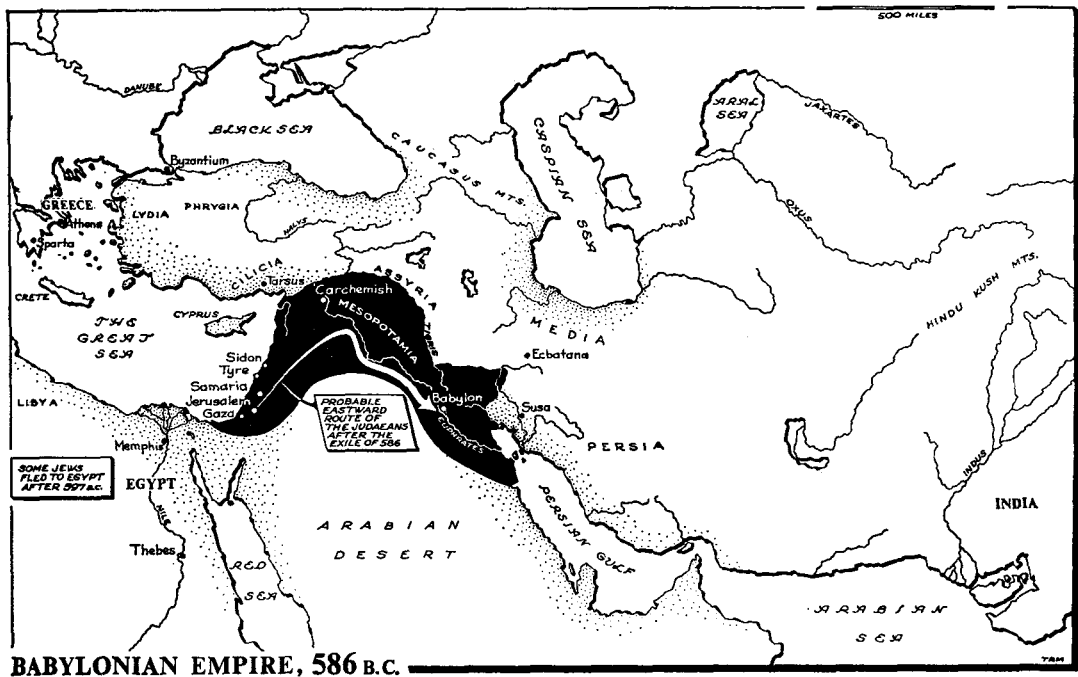 500 MILES
DANUBE
BLACK SEA
CAUCASUS MTS.
CASPIAN SEA
ARAL
SEA
JAXARTES
OXUS
Byzantium
GREECE
Athens
Sparta
LYDIA
PHRYGIA
HALYS
CILICIA
Tarsus
CRETE
CYPRUS
THE
GREAT
SEA
ASSYRIA
Carchemish
MESOPOTAMIA
TIGRIS
MEDIA
Ecbatana
HINDU KUSH MTS.
Sidon
Tyre
Samaria
Jerusalem
Gaza
Babylon
EUPHRATES
Susa
PERSIA
PROBABLE
EASTWARD
ROUTE OF
THE JUDAEANS
AFTER THE
EXILE OF 586
LIBYA
Memphis
SOME JEWS
FLED TO EGYPT
AFTER 597 B.C.
EGYPT
NILE
Thebes
RED
SEA
ARABIAN
DESERT
PERSIAN GULF
INDUS
INDIA
ARABIAN
SEA
BABYLONIAN EMPIRE, 586 B.C.